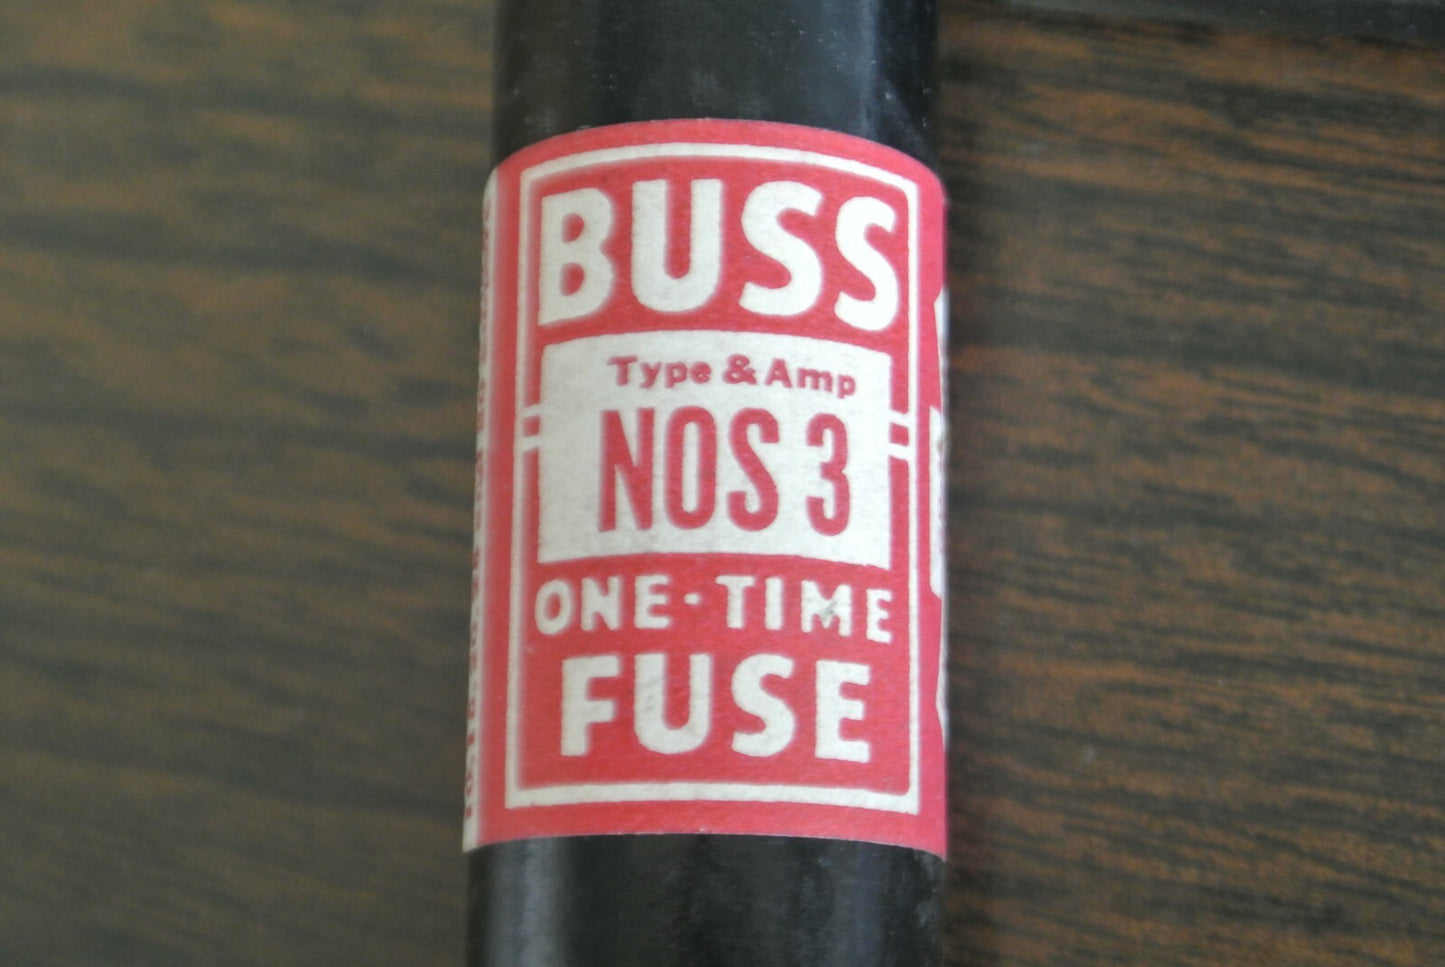 BUSS
Type & Amp
NOS 3
ONE-TIME
FUSE